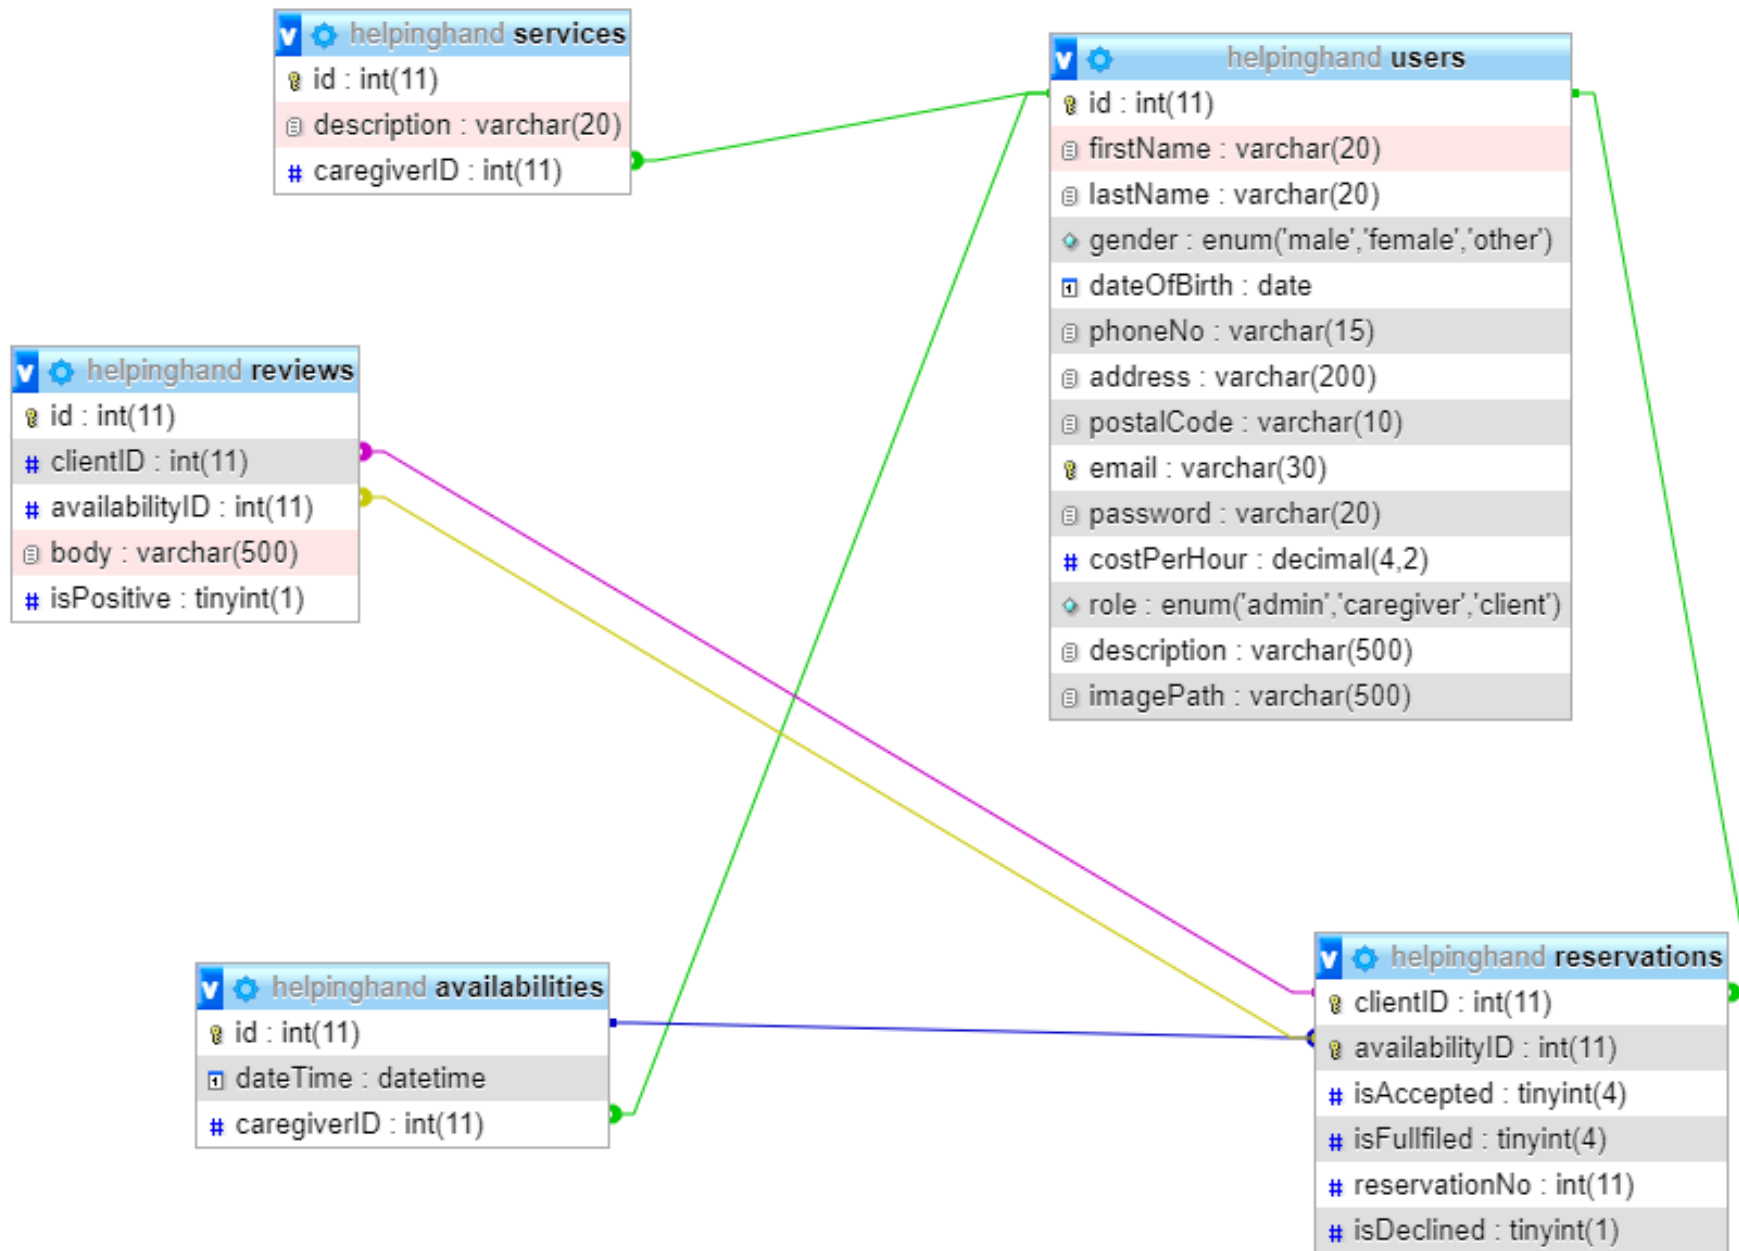 helpinghand services
id : int(11)
description : varchar(20)
caregiverID : int(11)
helpinghand users
id : int(11)
firstName : varchar(20)
lastName : varchar(20)
gender : enum('male','female','other')
dateOfBirth : date
phoneNo : varchar(15)
address : varchar(200)
postalCode : varchar(10)
email : varchar(30)
password : varchar(20)
costPerHour : decimal(4,2)
role : enum('admin','caregiver','client')
description : varchar(500)
imagePath : varchar(500)
helpinghand reviews
id : int(11)
clientID : int(11)
availabilityID : int(11)
body : varchar(500)
isPositive : tinyint(1)
helpinghand availabilities
id : int(11)
dateTime : datetime
caregiverID : int(11)
helpinghand reservations
clientID : int(11)
availabilityID : int(11)
isAccepted : tinyint(4)
isFullfiled : tinyint(4)
reservationNo : int(11)
isDeclined : tinyint(1)